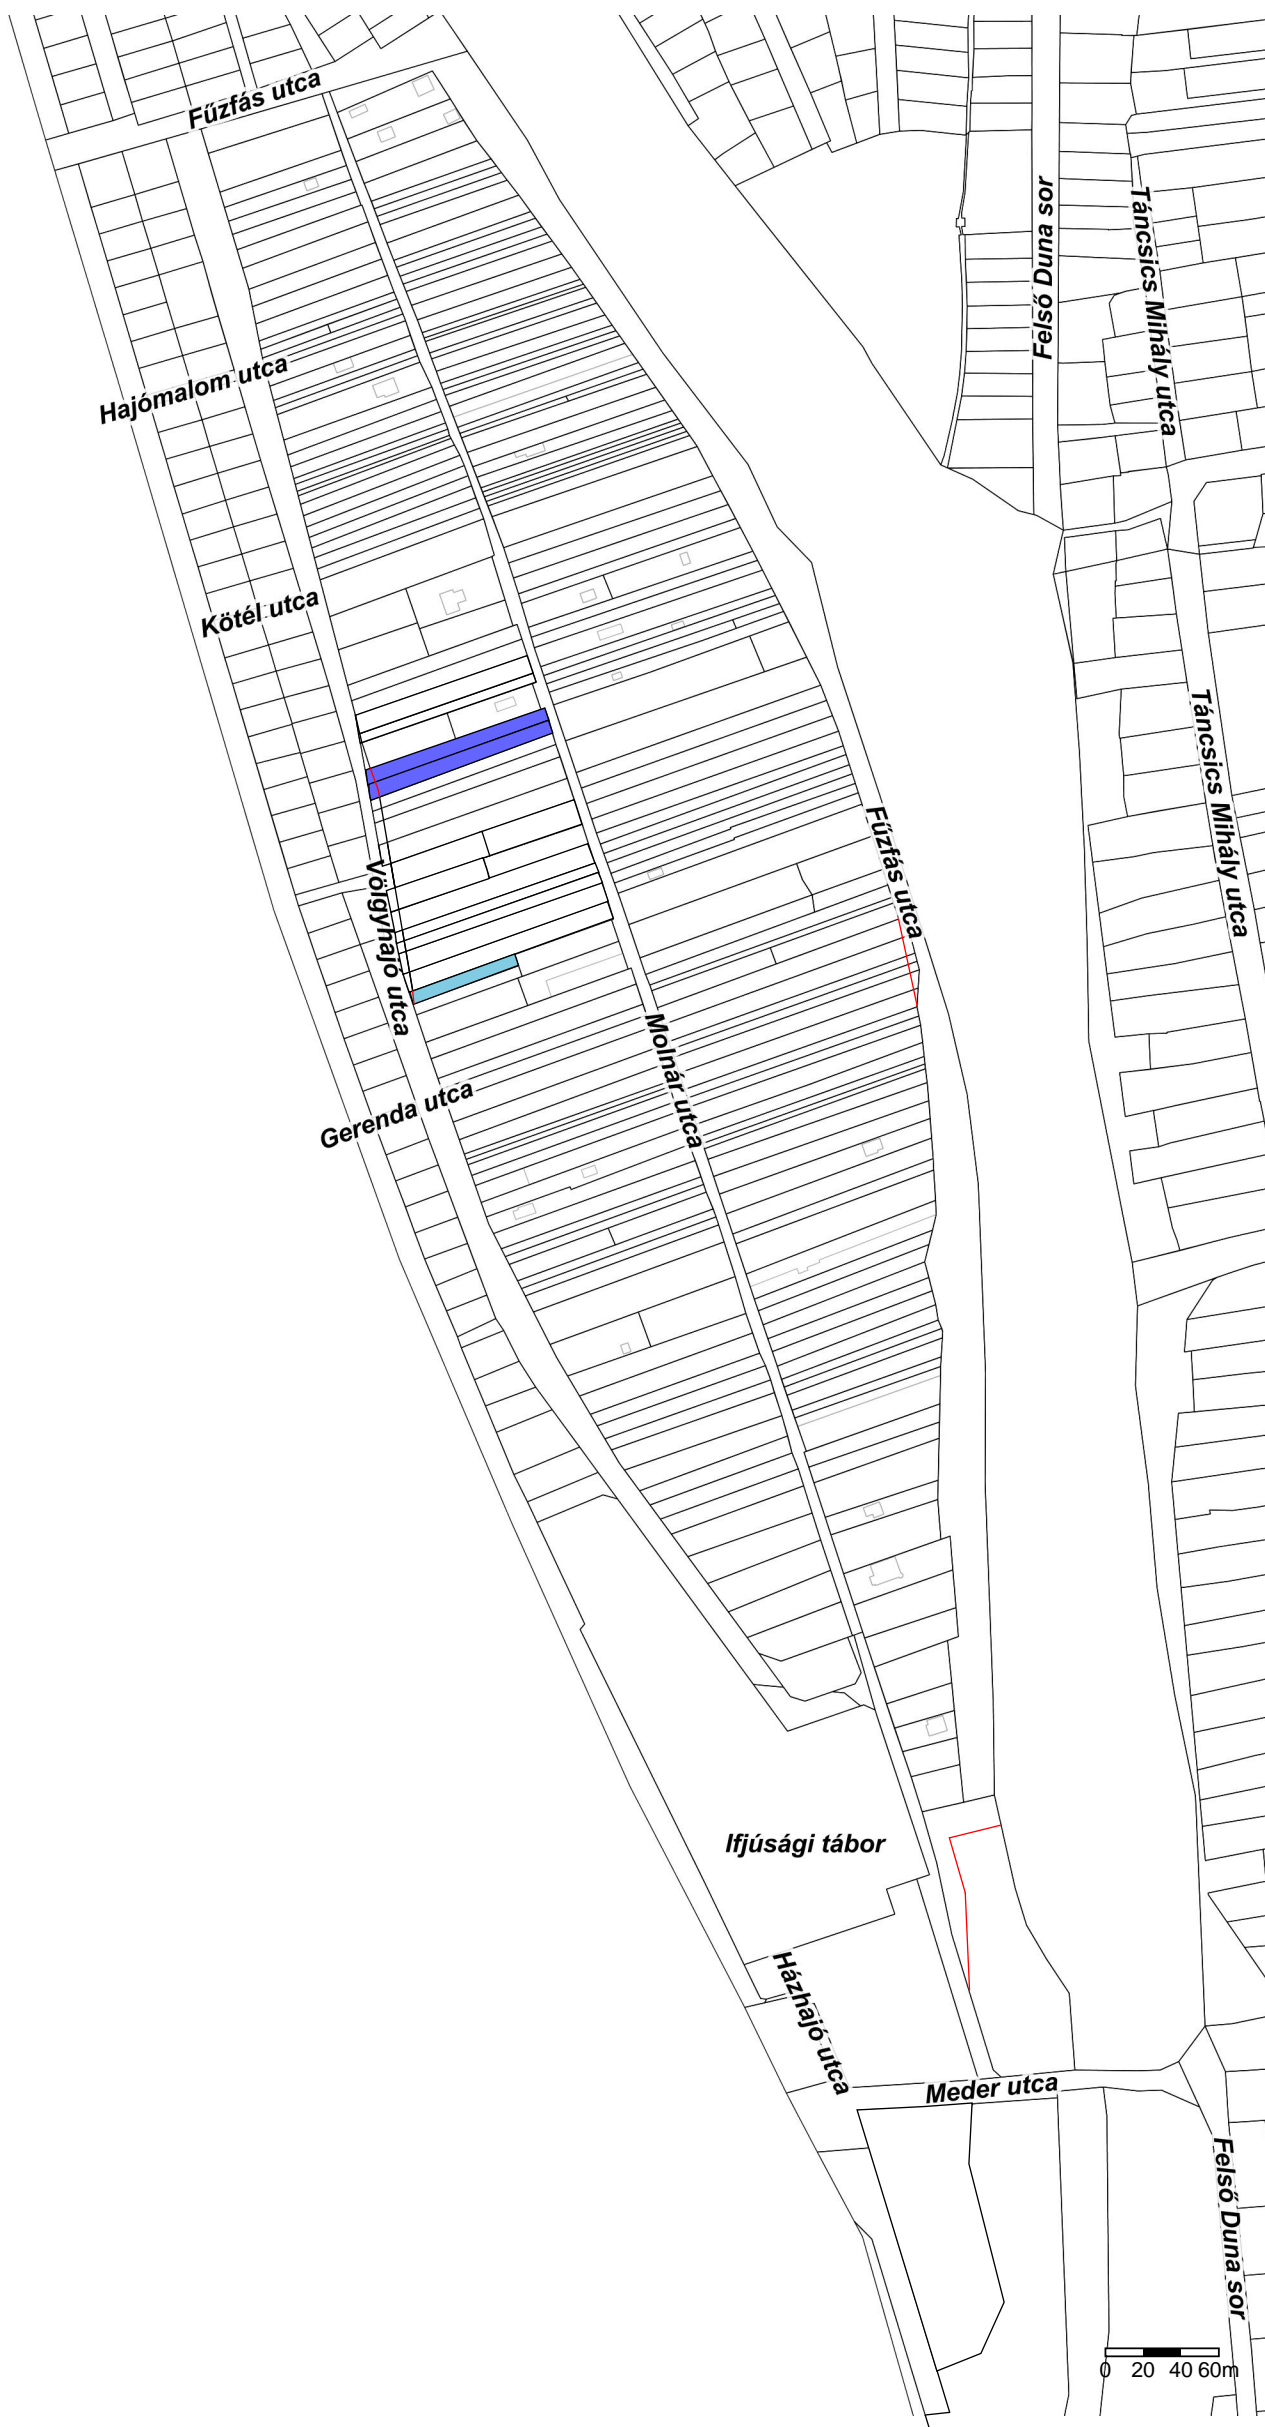 Fűzfás utca
Felső Duna sor
Táncsics Mihály utca
Hajómalom utca
Kötél utca
Táncsics Mihály utca
Fűzfás utca
Völgyhajó utca
Molnár utca
Gerenda utca
Ifjúsági tábor
Házhajó utca
Meder utca
Felső Duna sor
0 20 40 60m